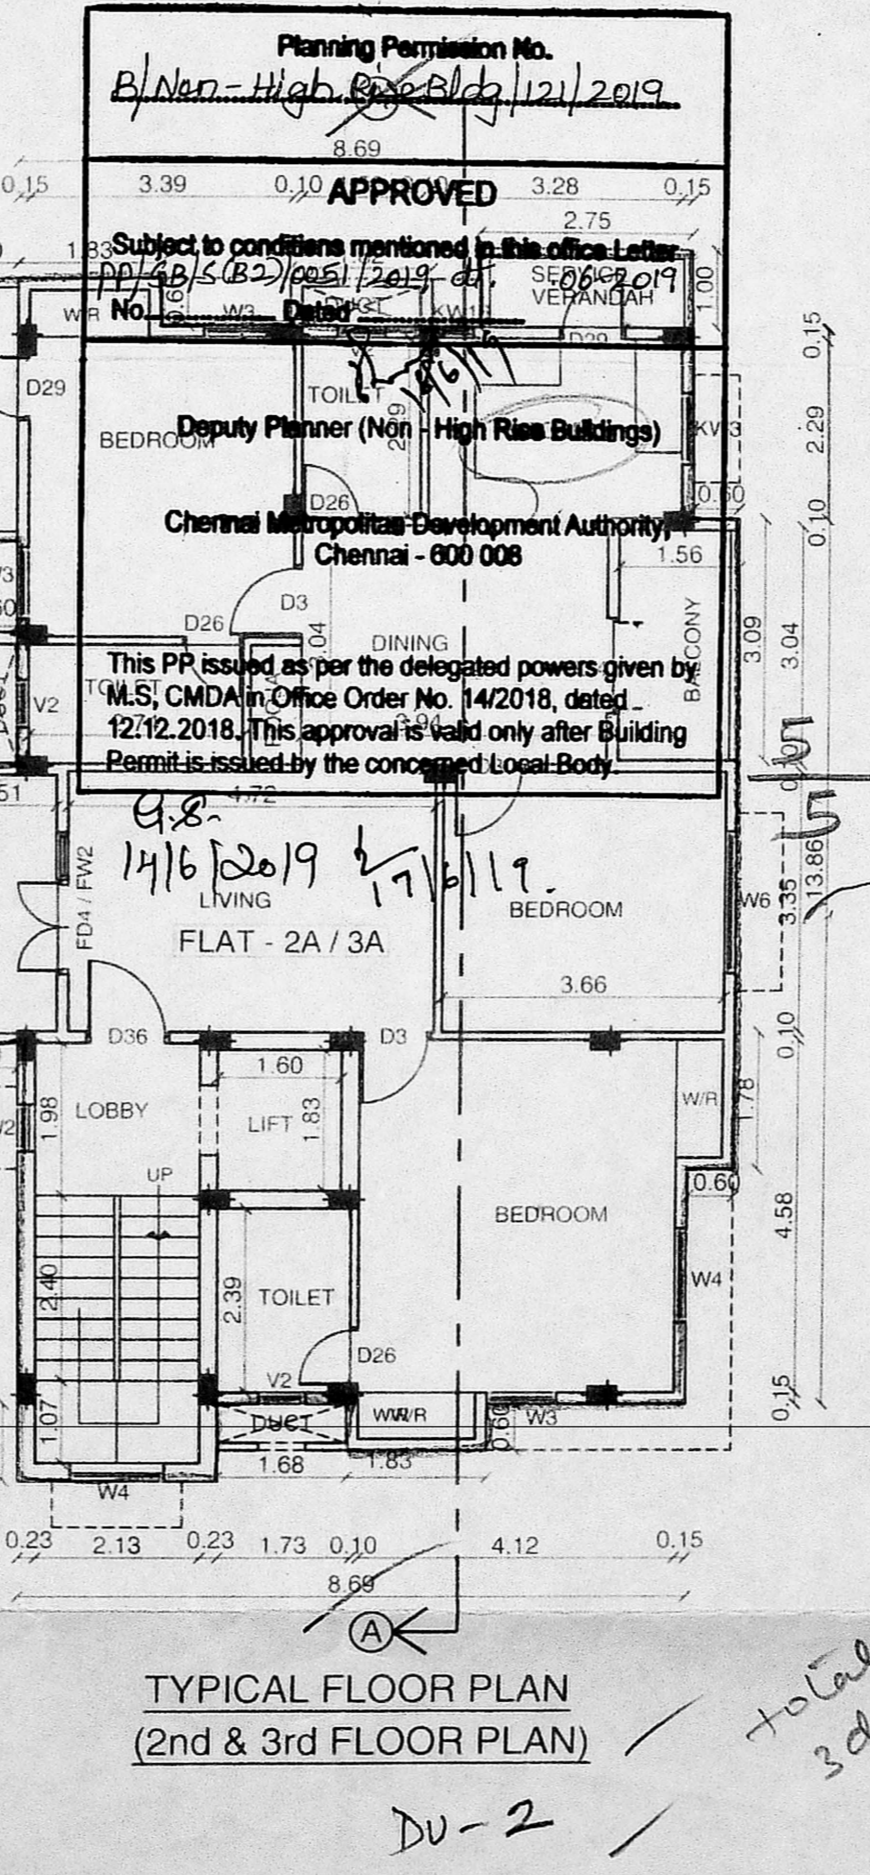 Planning Permission No.
B/Non-High Rise Bldg/121/2019
8.69
0.15 3.39 0.10 3.28 0.15
APPROVED
2.75
1.83
Subject to conditions mentioned in this office Letter
PP/GB/S(B2)/0051/2019 dt. .06.2019
SERVICE
VERANDAH
1.00
W/R
No. Dated
W3 DUCT
D29
0.15
D29
TOILET
BEDROOM
Deputy Planner (Non - High Rise Buildings)
2.29
D26
0.60
0.10
Chennai Metropolitan Development Authority,
Chennai - 600 008
1.56
D3
D26
DINING
BALCONY
3.09
3.04
This PP issued as per the delegated powers given by
M.S, CMDA in Office Order No. 14/2018, dated
12.12.2018. This approval is valid only after Building
Permit is issued by the concerned Local Body.
V2
TOILET
3.94
4.72
G.S.
14/6/2019
17/6/19.
FD4 / FW2
LIVING
BEDROOM
W6
3.35
13.86
FLAT - 2A / 3A
3.66
D36
D3
0.10
1.60
LOBBY
1.98
LIFT
1.83
W/R
1.78
UP
0.60
BEDROOM
4.58
2.40
2.39
TOILET
W4
D26
V2
0.15
1.07
DUCT
W/R
0.60
W3
1.68 1.83
W4
0.23 2.13 0.23 1.73 0.10 4.12 0.15
8.69
A
TYPICAL FLOOR PLAN
(2nd & 3rd FLOOR PLAN)
total
DU-2